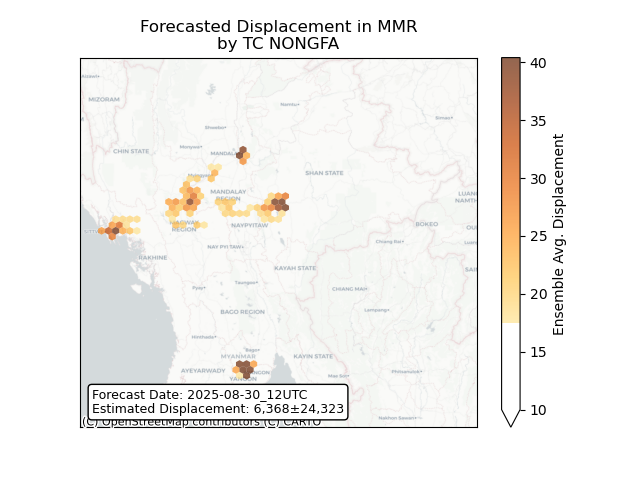 Forecasted Displacement in MMR
by TC NONGFA
MIZORAM
CHIN STATE
SHAN STATE
MANDALAY
REGION
MAGWAY
REGION
NAYPYITAW
NAY PYI TAW
RAKHINE
KAYAH STATE
BOKEO
CHIANG MAI
BAGO REGION
MYANMAR
KAYIN STATE
AYEYARWADY
YANGON
40
35
30
25
20
15
10
Ensemble Avg. Displacement
Forecast Date: 2025-08-30_12UTC
Estimated Displacement: 6,368±24,323
(C) OpenStreetMap contributors (C) CARTO